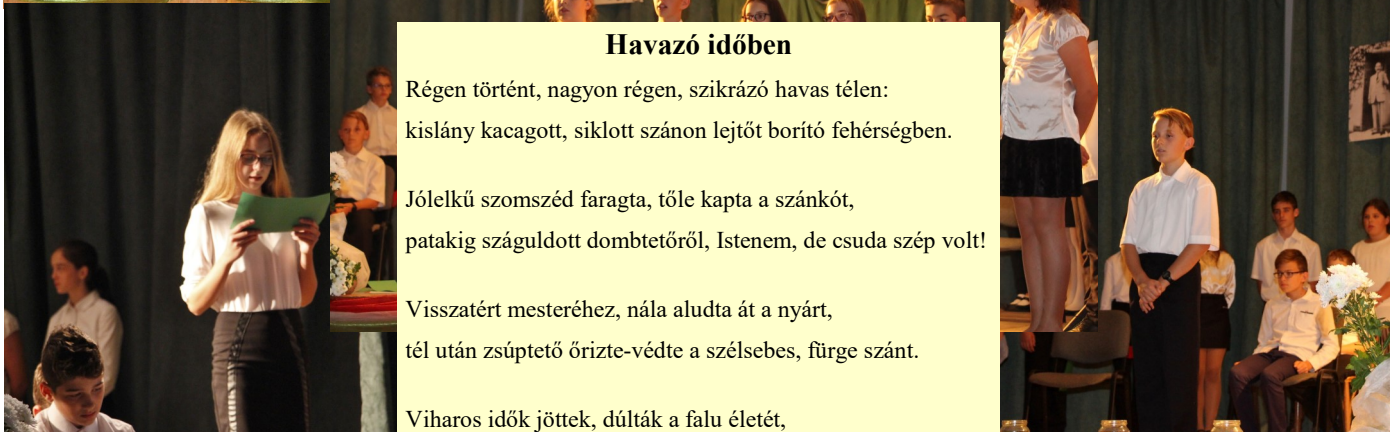 Havazó időben
Régen történt, nagyon régen, szikrázó havas télen:
kislány kacagott, siklott szánon lejtőt borító fehérségben.
Jólelkű szomszéd faragta, tőle kapta a szánkót,
patakig száguldott dombtetőről, Istenem, de csuda szép volt!
Visszatért mesteréhez, nála aludta át a nyárt,
tél után zsúptető őrizte-védte a szélsebes, fürge szánt.
Viharos idők jöttek, dúlták a falu életét,